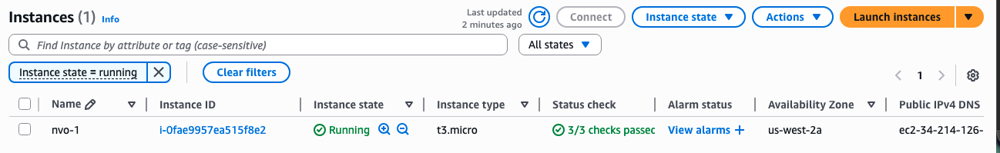 Instances (1) Info
Last updated
2 minutes ago
Connect
Instance state
Actions
Launch instances
Find Instance by attribute or tag (case-sensitive)
All states
Instance state = running
Clear filters
1
Name Instance ID Instance state Instance type Status check Alarm status Availability Zone Public IPv4 DNS
nvo-1 i-0fae9957ea515f8e2 Running t3.micro 3/3 checks passec View alarms + us-west-2a ec2-34-214-126-